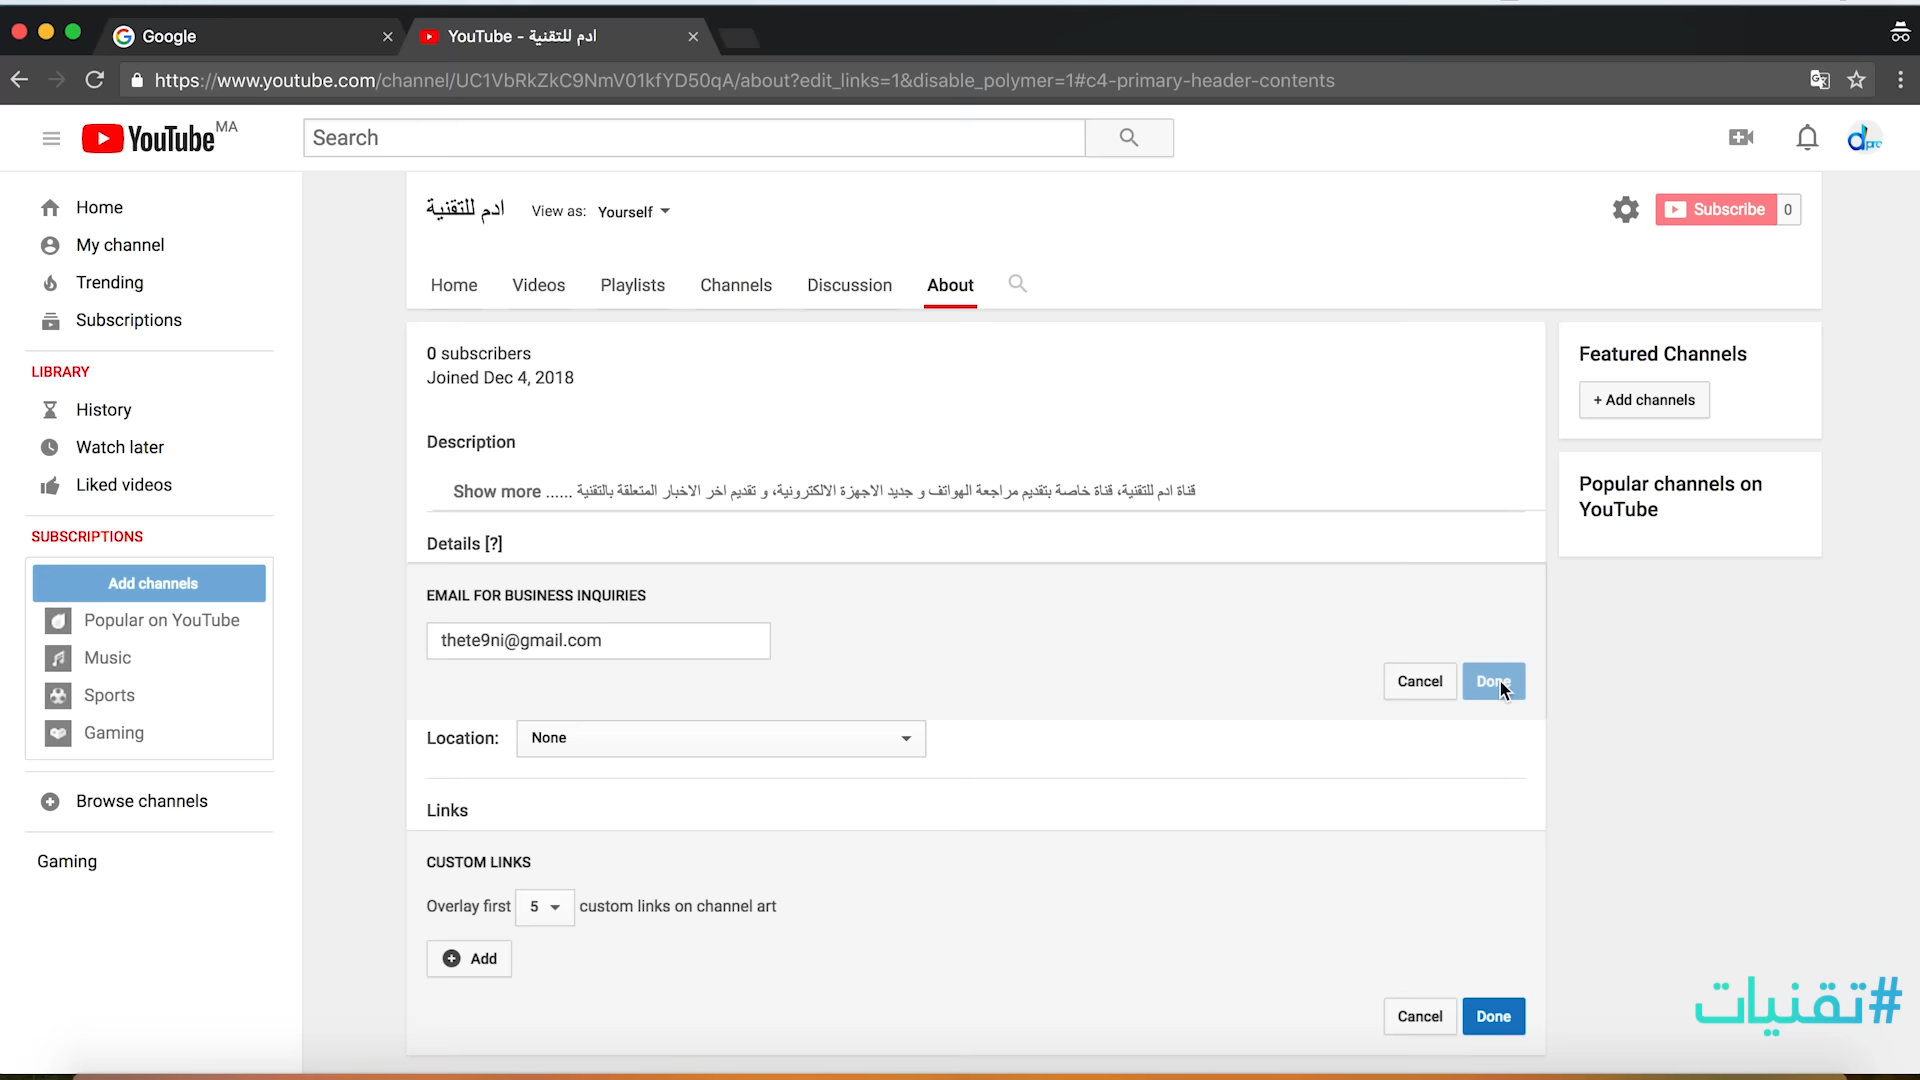 Google
YouTube - ادم للتقنية
https://www.youtube.com/channel/UC1VbRkZkC9NmV01kfYD50qA/about?edit_links=1&disable_polymer=1#c4-primary-header-contents
YouTube MA
Search
dpro
Home
My channel
Trending
Subscriptions
LIBRARY
History
Watch later
Liked videos
SUBSCRIPTIONS
Add channels
Popular on YouTube
Music
Sports
Gaming
Browse channels
Gaming
ادم للتقنية
View as: Yourself
Subscribe 0
Home Videos Playlists Channels Discussion About
0 subscribers
Joined Dec 4, 2018
Description
قناة ادم للتقنية، قناة خاصة بتقديم مراجعة الهواتف و جديد الاجهزة الالكترونية، و تقديم اخر الاخبار المتعلقة بالتقنية ...... Show more
Details [?]
EMAIL FOR BUSINESS INQUIRIES
thete9ni@gmail.com
Cancel Done
Location: None
Links
CUSTOM LINKS
Overlay first 5 custom links on channel art
Add
Cancel Done
Featured Channels
+ Add channels
Popular channels on
YouTube
#تقنيات